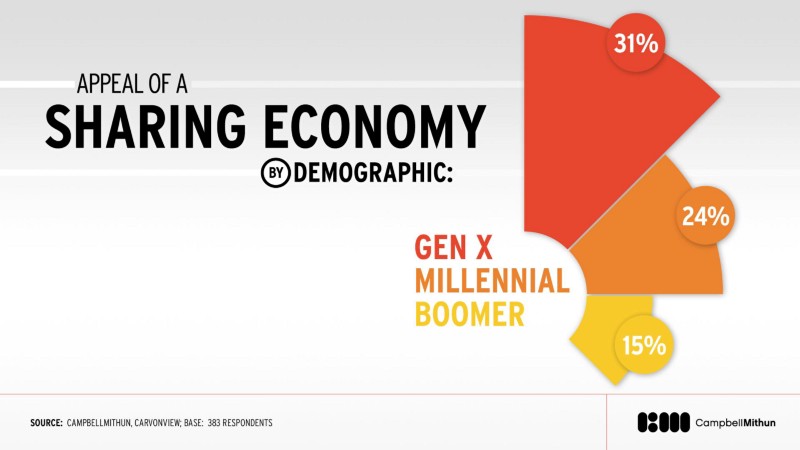 APPEAL OF A
SHARING ECONOMY
BY DEMOGRAPHIC:
31%
24%
GEN X
MILLENNIAL
BOOMER
15%
SOURCE: CAMPBELLMITHUN, CARVONVIEW; BASE: 383 RESPONDENTS
CampbellMithun